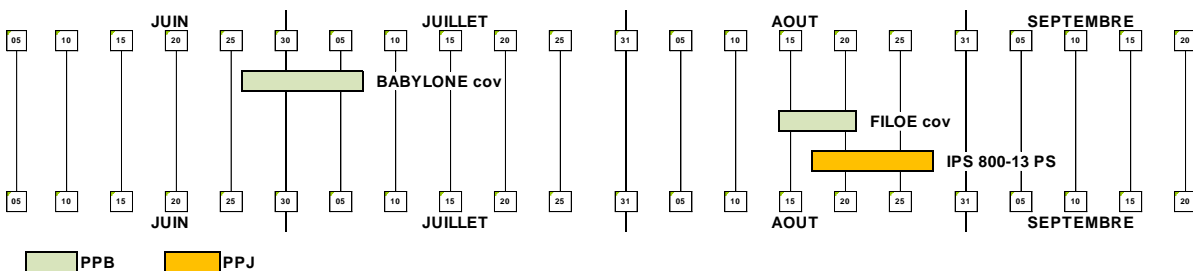 JUIN JUILLET AOUT SEPTEMBRE
05 10 15 20 25 30 05 10 15 20 25 31 05 10 15 20 25 31 05 10 15 20
BABYLONE cov
FILOE cov
IPS 800-13 PS
05 10 15 20 25 30 05 10 15 20 25 31 05 10 15 20 25 31 05 10 15 20
JUIN JUILLET AOUT SEPTEMBRE
PPB PPJ